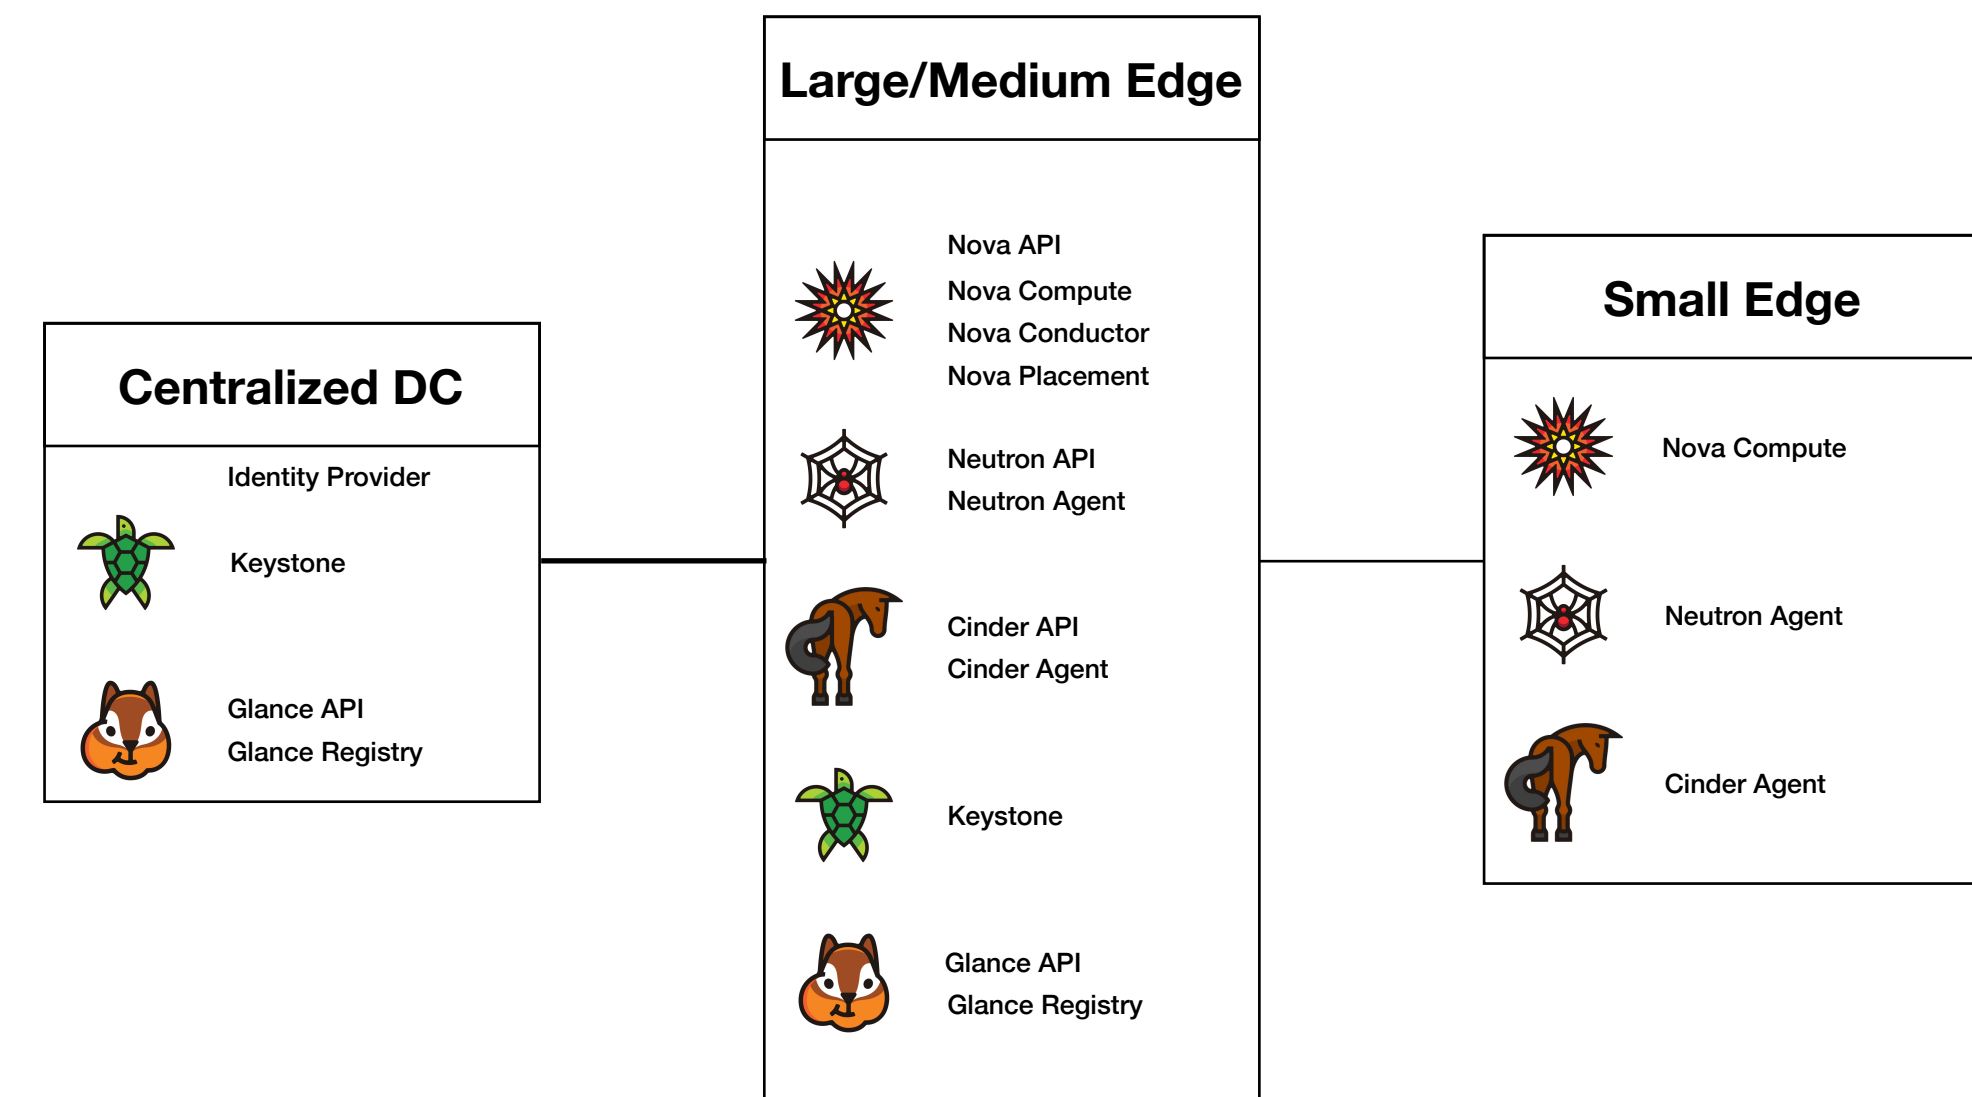 Centralized DC
Identity Provider
Keystone
Glance API
Glance Registry
Large/Medium Edge
Nova API
Nova Compute
Nova Conductor
Nova Placement
Neutron API
Neutron Agent
Cinder API
Cinder Agent
Keystone
Glance API
Glance Registry
Small Edge
Nova Compute
Neutron Agent
Cinder Agent